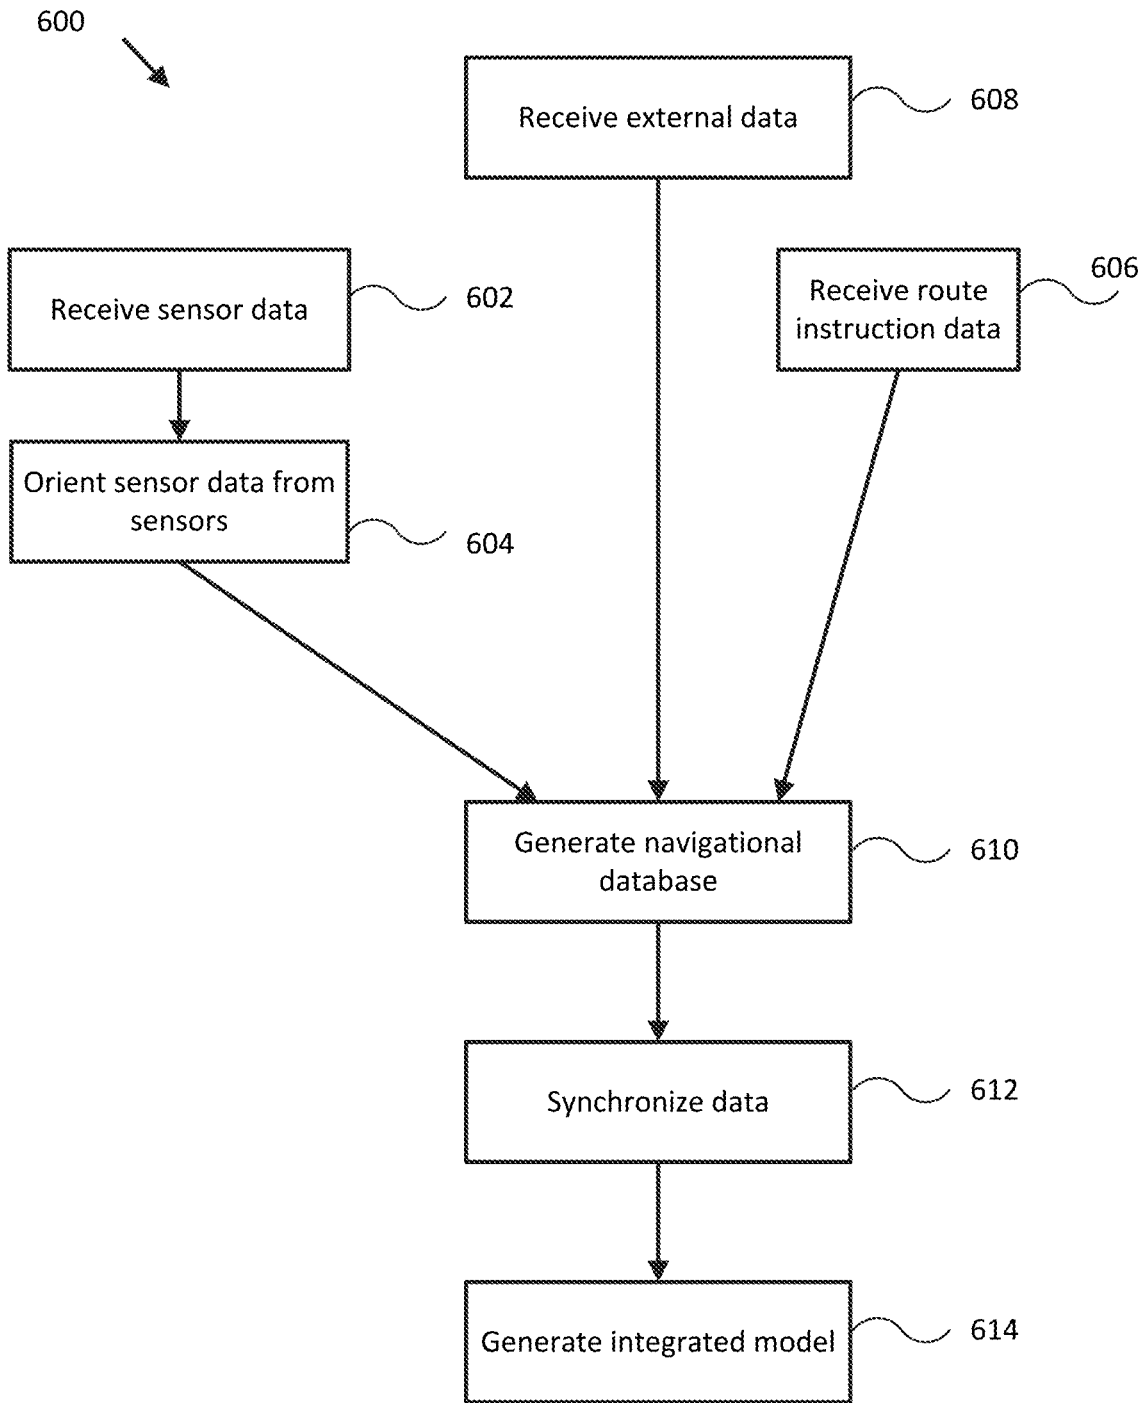 600
Receive external data
608
Receive sensor data
602
Receive route
instruction data
606
Orient sensor data from
sensors
604
Generate navigational
database
610
Synchronize data
612
Generate integrated model
614